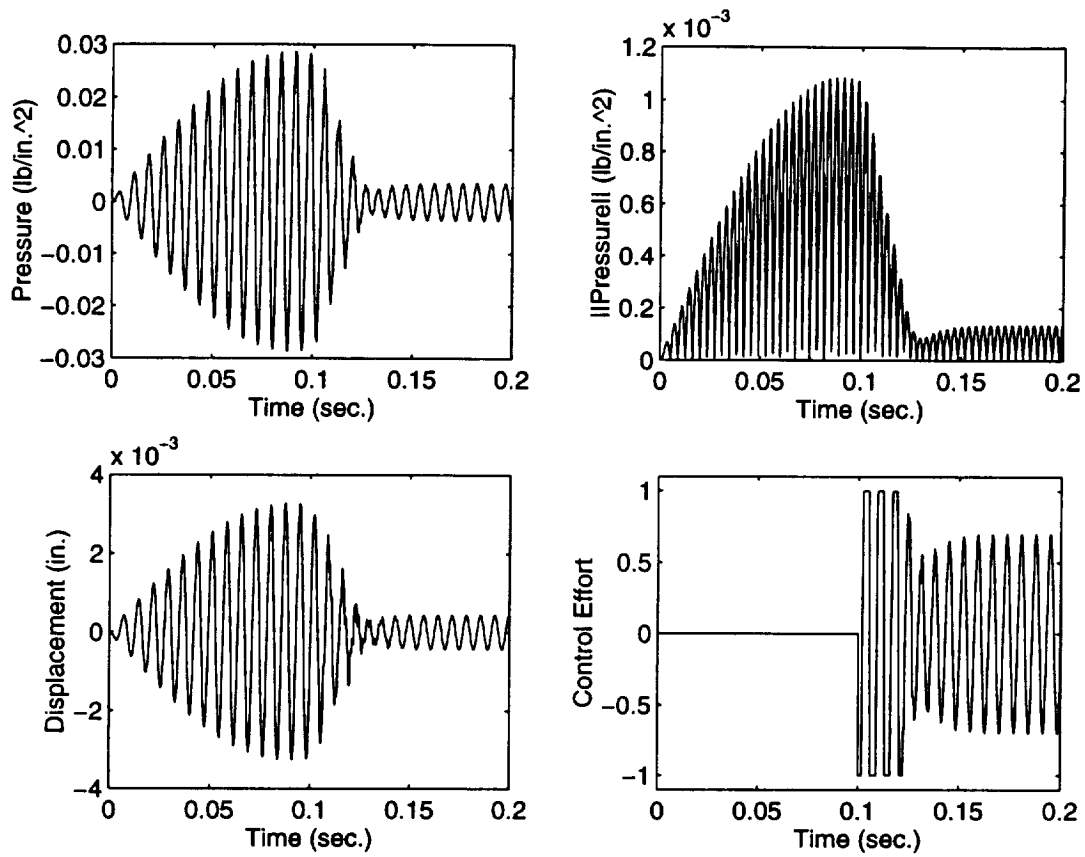 0.03
0.02
0.01
0
−0.01
−0.02
−0.03
Pressure (lb/in.^2)
0 0.05 0.1 0.15 0.2
Time (sec.)
x 10⁻³
1.2
1
0.8
0.6
0.4
0.2
0
||Pressure|| (lb/in.^2)
0 0.05 0.1 0.15 0.2
Time (sec.)
x 10⁻³
4
2
0
−2
−4
Displacement (in.)
0 0.05 0.1 0.15 0.2
Time (sec.)
1
0.5
0
−0.5
−1
Control Effort
0 0.05 0.1 0.15 0.2
Time (sec.)